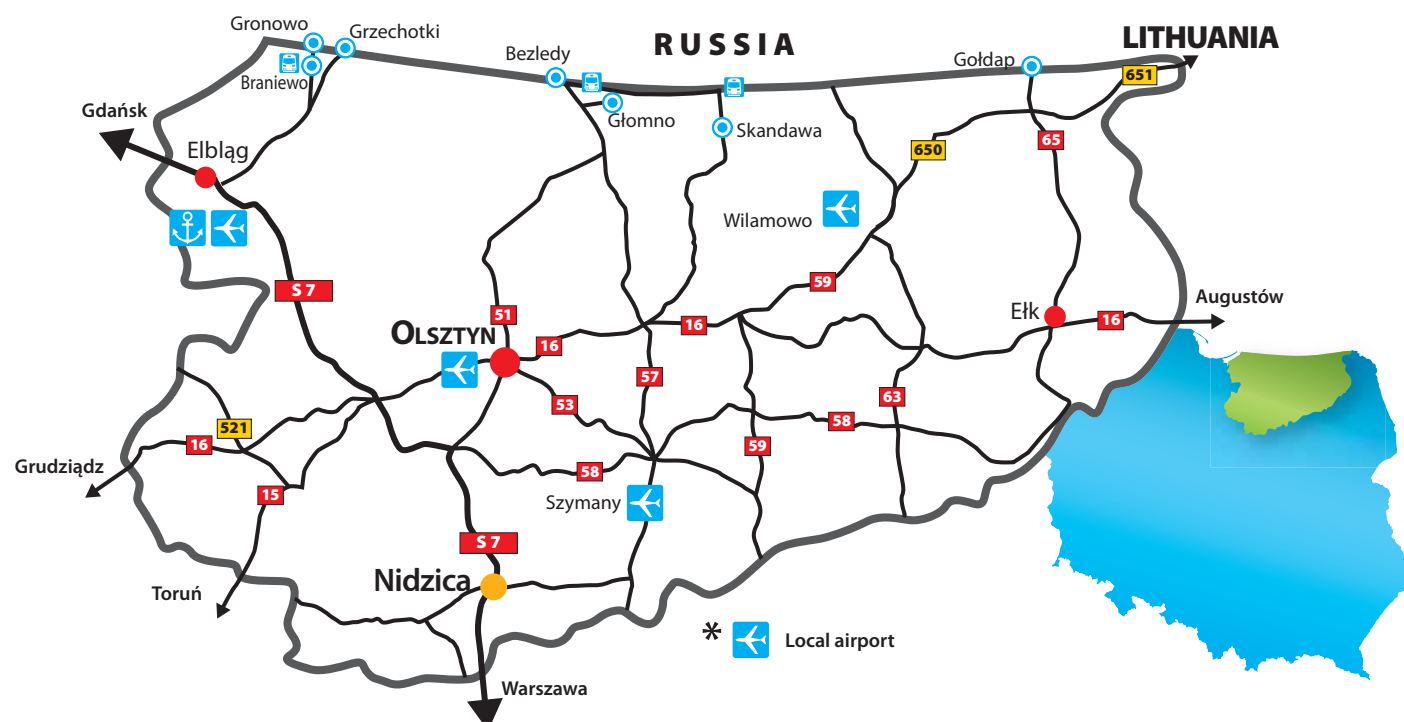 Gronowo
Grzechotki
RUSSIA
LITHUANIA
Bezledy
Gołdap
651
Braniewo
Gdańsk
Głomno
Skandawa
65
650
Elbląg
Wilamowo
S 7
59
Augustów
51
Ełk
16
16
OLSZTYN
16
57
53
63
521
58
16
59
Grudziądz
58
15
Szymany
S 7
Nidzica
Toruń
* Local airport
Warszawa